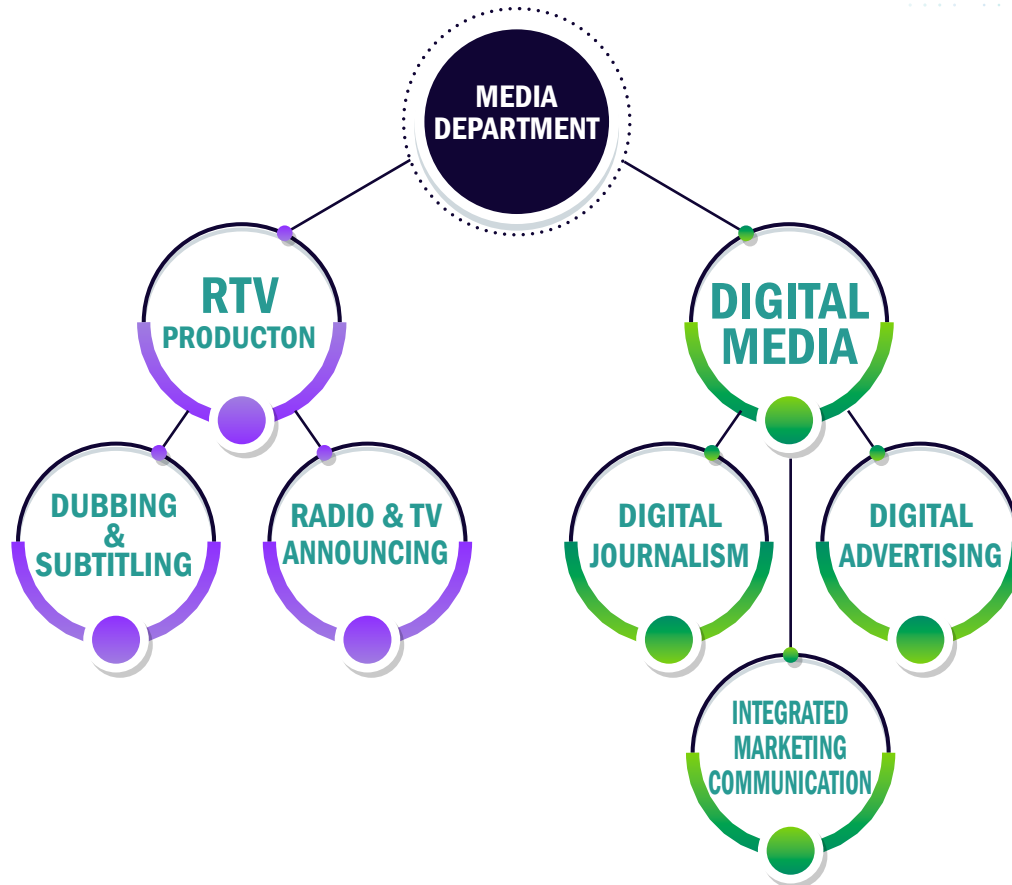 MEDIA
DEPARTMENT
RTV
PRODUCTON
DIGITAL
MEDIA
DUBBING
&
SUBTITLING
RADIO & TV
ANNOUNCING
DIGITAL
JOURNALISM
DIGITAL
ADVERTISING
INTEGRATED
MARKETING
COMMUNICATION